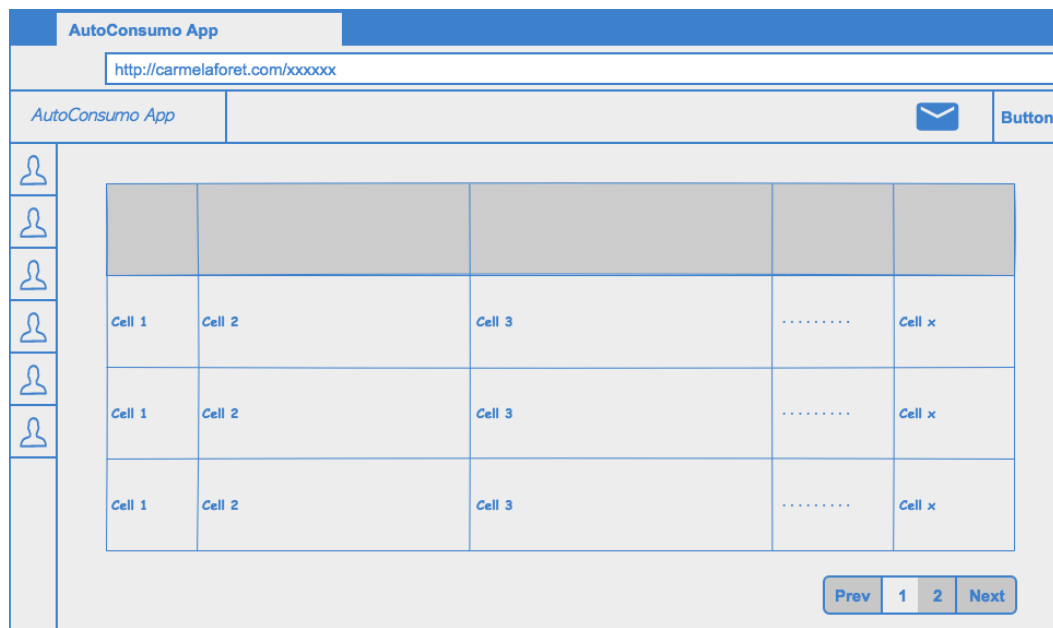 AutoConsumo App
http://carmelaforet.com/xxxxxx
AutoConsumo App
Button
Cell 1 Cell 2 Cell 3 ......... Cell x
Cell 1 Cell 2 Cell 3 ......... Cell x
Cell 1 Cell 2 Cell 3 ......... Cell x
Prev 1 2 Next